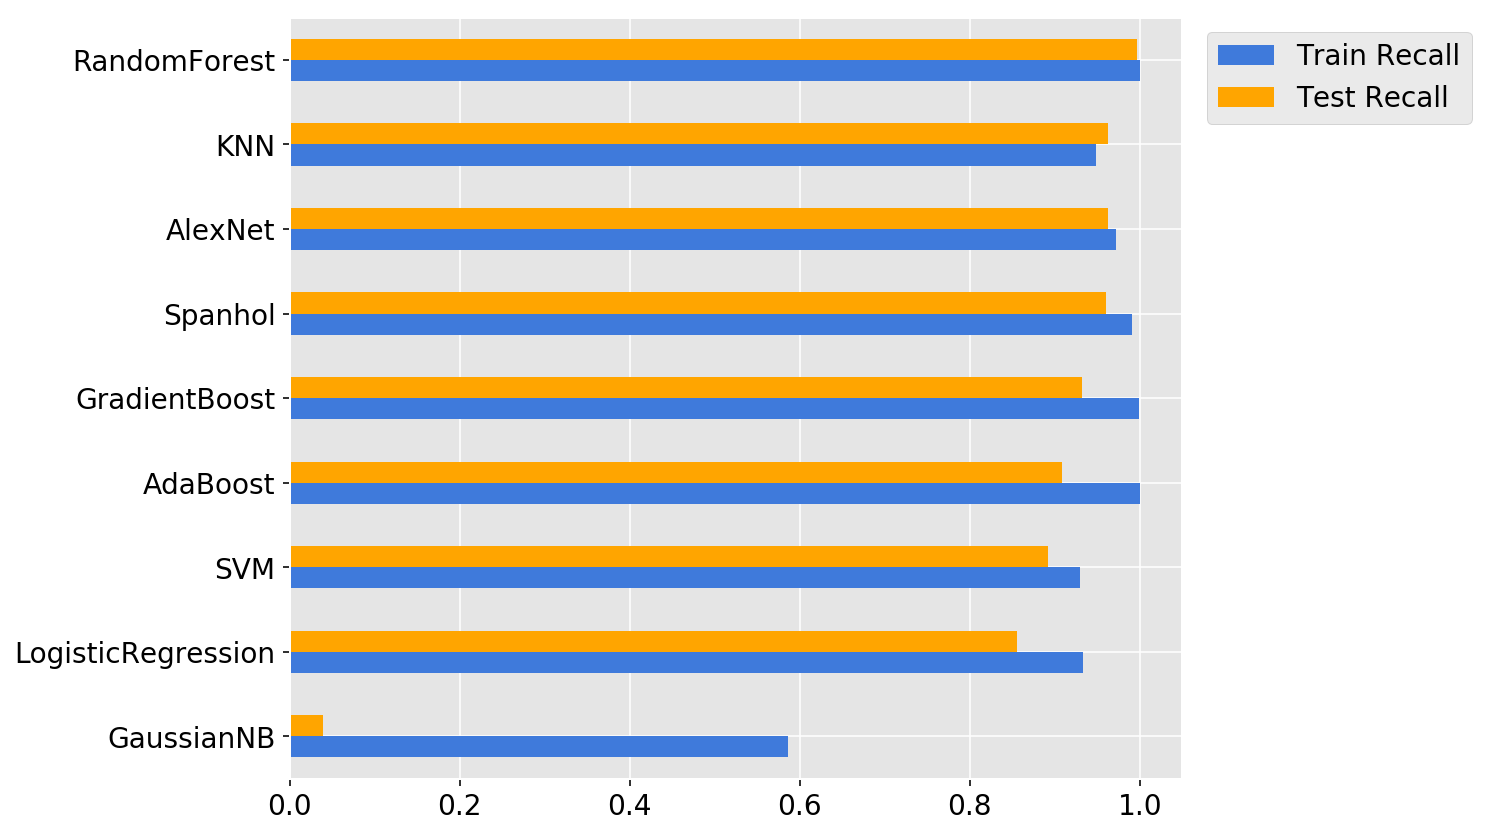 RandomForest
KNN
AlexNet
Spanhol
GradientBoost
AdaBoost
SVM
LogisticRegression
GaussianNB
0.0 0.2 0.4 0.6 0.8 1.0
Train Recall
Test Recall